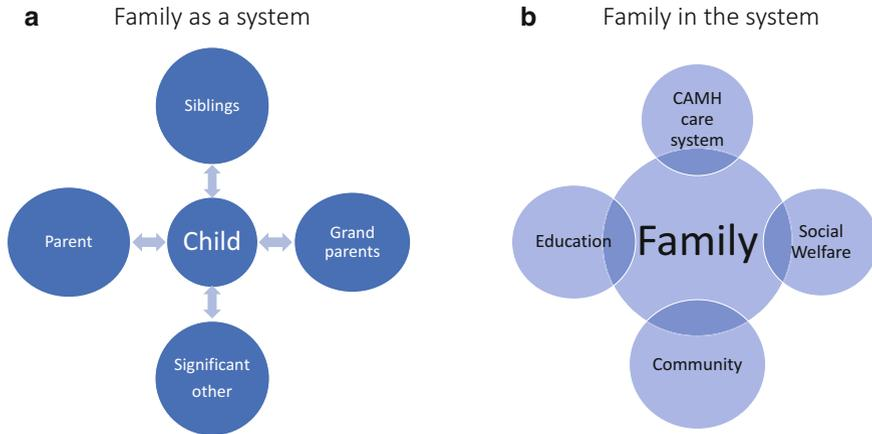 a Family as a system
Siblings
Parent
Child
Grand
parents
Significant
other
b Family in the system
CAMH
care
system
Education
Family
Social
Welfare
Community